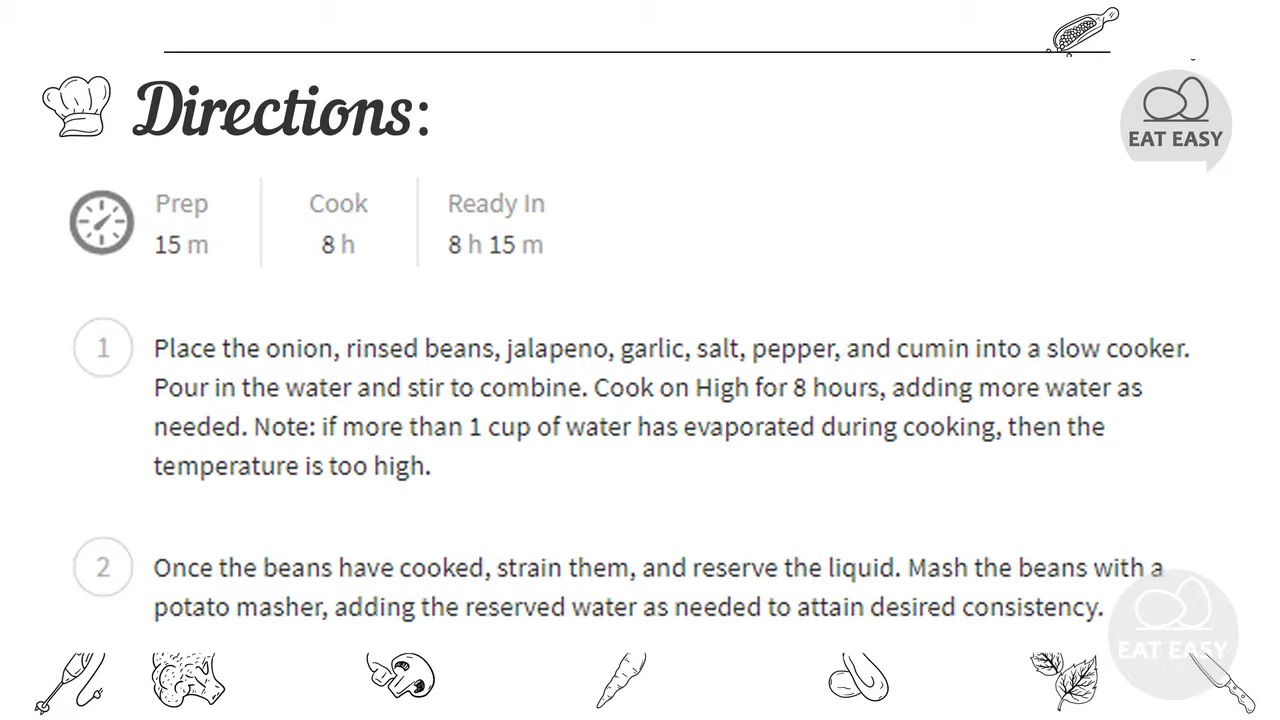 Directions:
EAT EASY
Prep Cook Ready In
15 m 8 h 8 h 15 m
1 Place the onion, rinsed beans, jalapeno, garlic, salt, pepper, and cumin into a slow cooker.
Pour in the water and stir to combine. Cook on High for 8 hours, adding more water as
needed. Note: if more than 1 cup of water has evaporated during cooking, then the
temperature is too high.
2 Once the beans have cooked, strain them, and reserve the liquid. Mash the beans with a
potato masher, adding the reserved water as needed to attain desired consistency.
EAT EASY